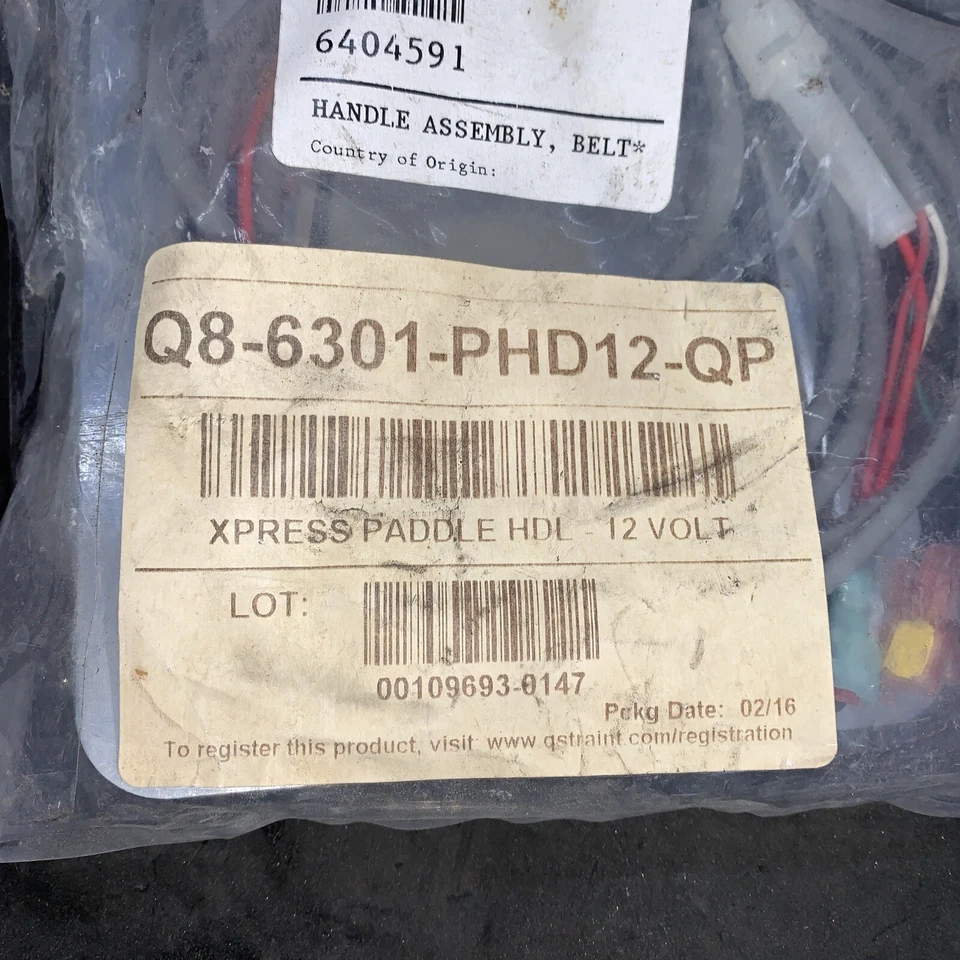 6404591
HANDLE ASSEMBLY, BELT*
Country of Origin:
Q8-6301-PHD12-QP
XPRESS PADDLE HDL - 12 VOLT
LOT:
00109693-0147
Pckg Date: 02/16
To register this product, visit www.qstraint.com/registration